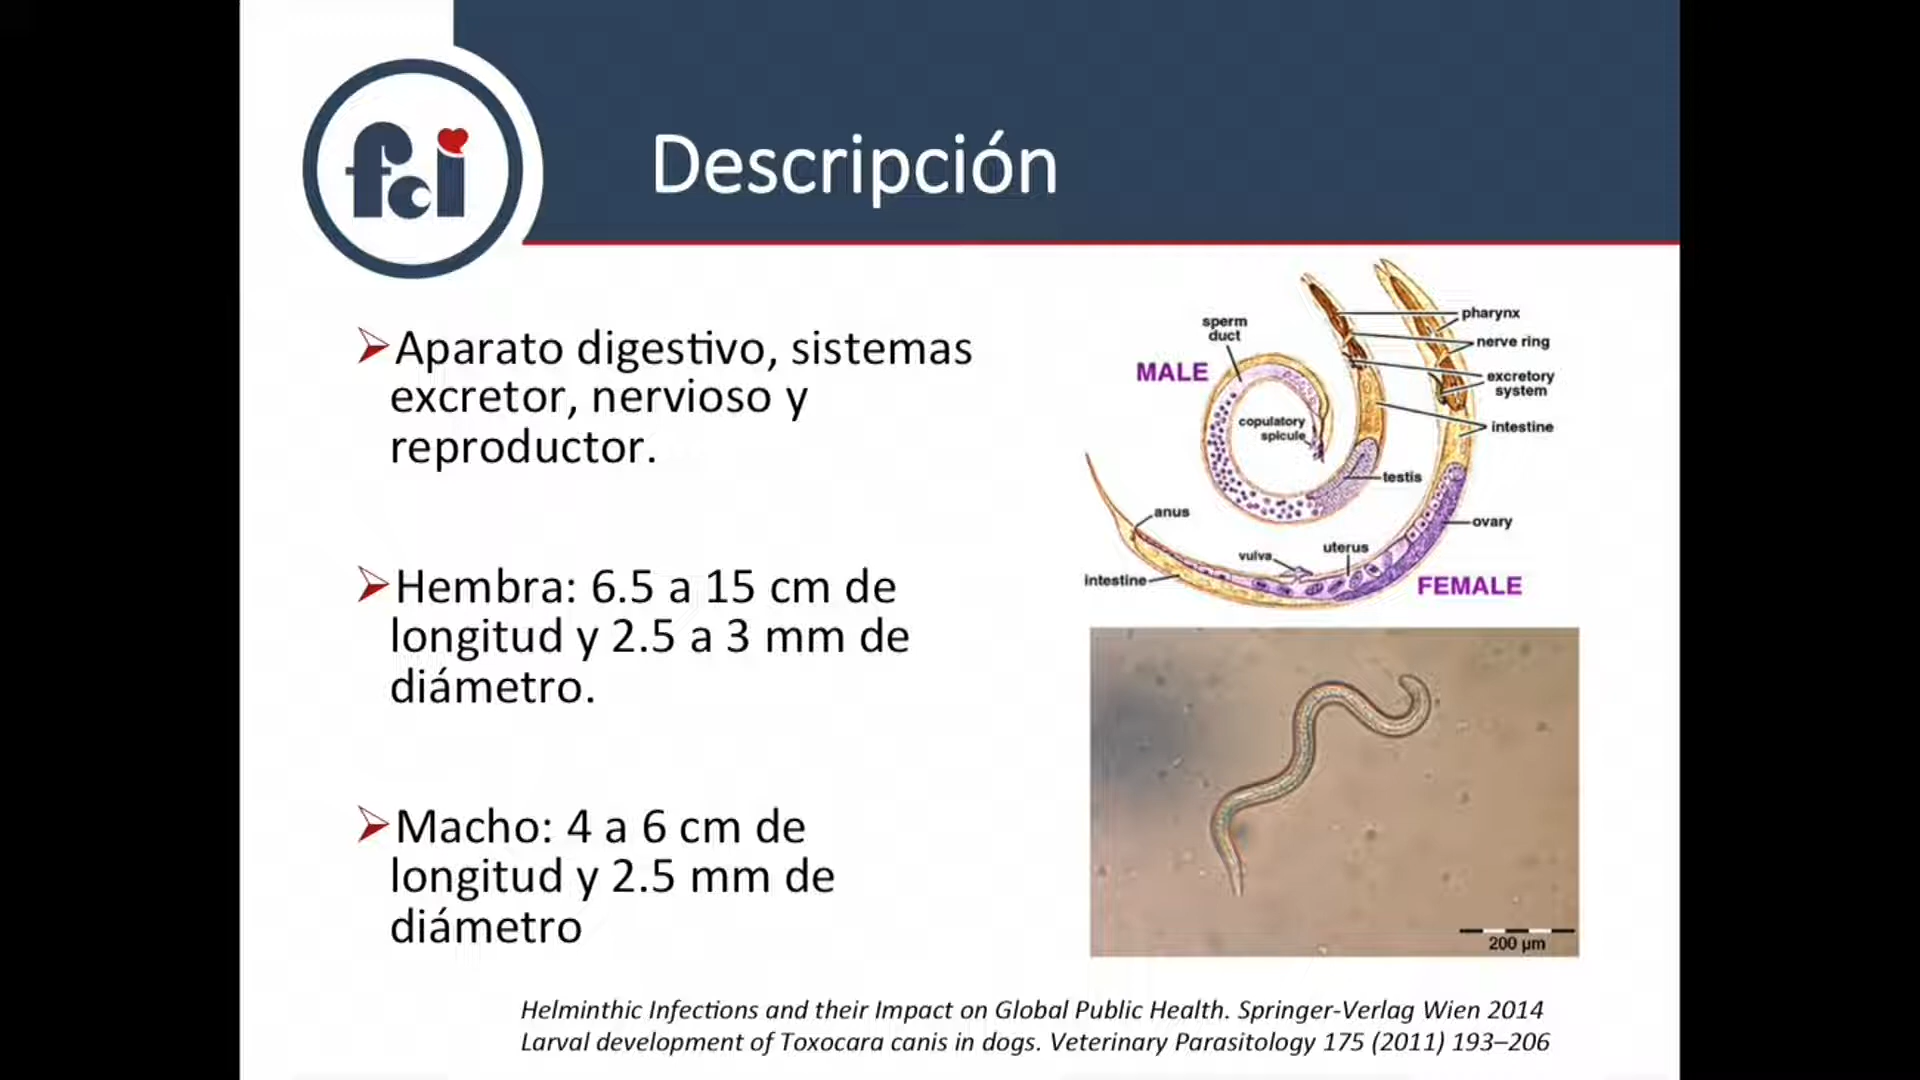 fci
Descripción
Aparato digestivo, sistemas
excretor, nervioso y
reproductor.
Hembra: 6.5 a 15 cm de
longitud y 2.5 a 3 mm de
diámetro.
Macho: 4 a 6 cm de
longitud y 2.5 mm de
diámetro
sperm
duct
MALE
copulatory
spicule
pharynx
nerve ring
excretory
system
intestine
testis
anus
ovary
vulva
uterus
intestine
FEMALE
200 µm
Helminthic Infections and their Impact on Global Public Health. Springer-Verlag Wien 2014
Larval development of Toxocara canis in dogs. Veterinary Parasitology 175 (2011) 193–206